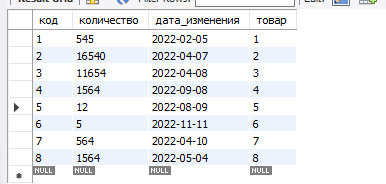 Filter Rows:
код количество дата_изменения товар
1 545 2022-02-05 1
2 16540 2022-04-07 2
3 11654 2022-04-08 3
4 1564 2022-09-08 4
5 12 2022-08-09 5
6 5 2022-11-11 6
7 564 2022-04-10 7
8 1564 2022-05-04 8
NULL NULL NULL NULL